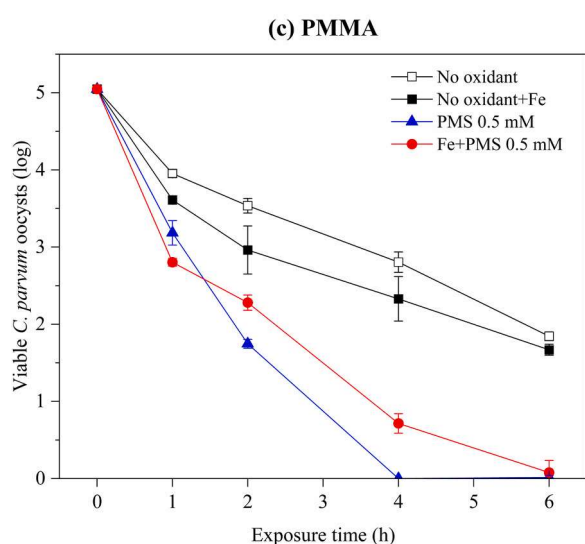 (c) PMMA
No oxidant
No oxidant+Fe
PMS 0.5 mM
Fe+PMS 0.5 mM
Viable C. parvum oocysts (log)
5
4
3
2
1
0
0 1 2 3 4 5 6
Exposure time (h)